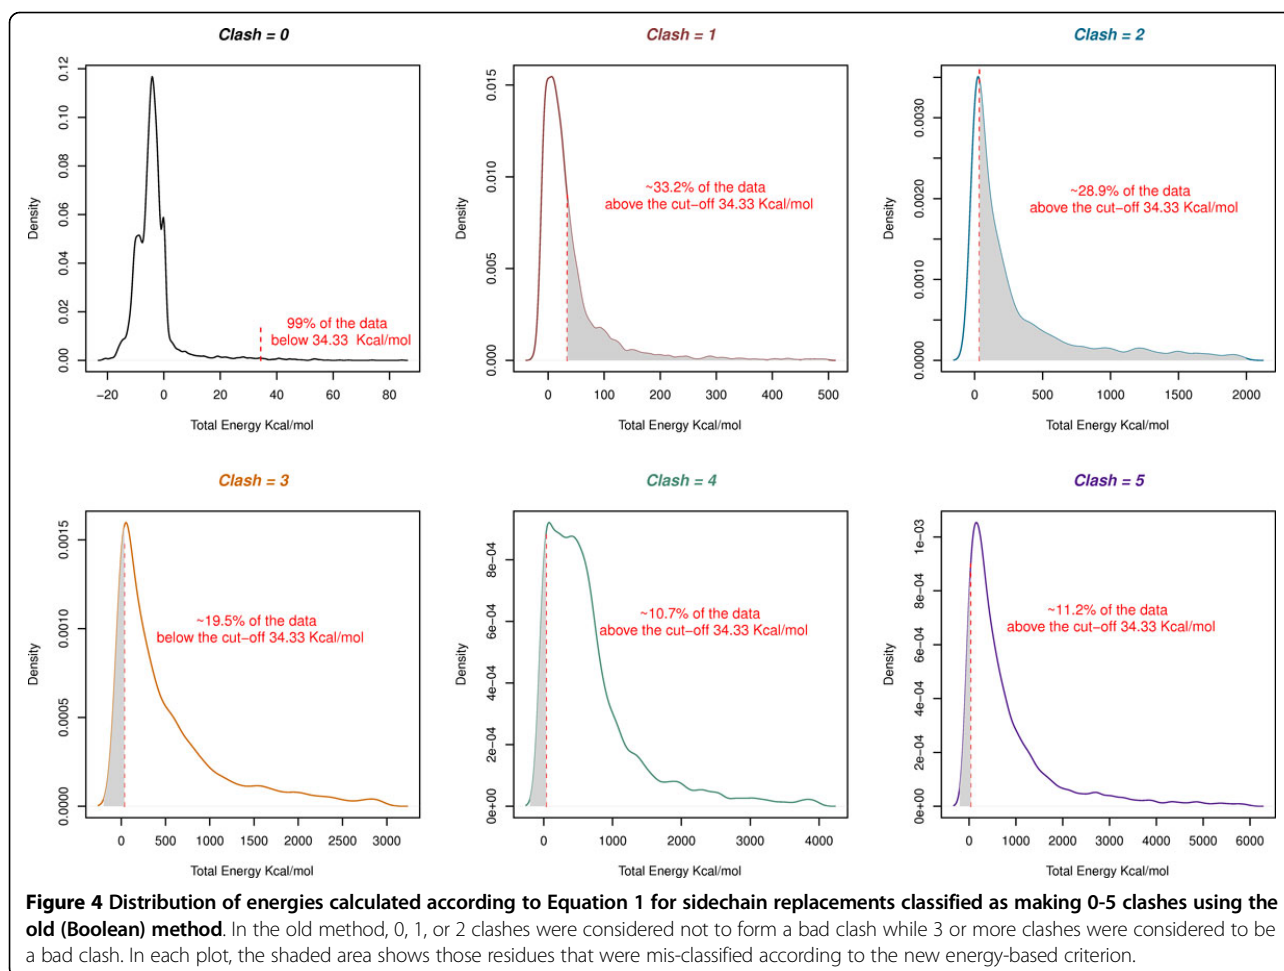 Clash = 0
0.00
0.02
0.04
0.06
0.08
0.10
0.12
Density
99% of the data
below 34.33 Kcal/mol
−20
0
20
40
60
80
Total Energy Kcal/mol
Clash = 1
0.000
0.005
0.010
0.015
Density
~33.2% of the data
above the cut−off 34.33 Kcal/mol
0
100
200
300
400
500
Total Energy Kcal/mol
Clash = 2
0.0000
0.0010
0.0020
0.0030
Density
~28.9% of the data
above the cut−off 34.33 Kcal/mol
0
500
1000
1500
2000
Total Energy Kcal/mol
Clash = 3
0.0000
0.0005
0.0010
0.0015
Density
~19.5% of the data
below the cut−off 34.33 Kcal/mol
0
500
1000
1500
2000
2500
3000
Total Energy Kcal/mol
Clash = 4
0e+00
2e−04
4e−04
6e−04
8e−04
Density
~10.7% of the data
above the cut−off 34.33 Kcal/mol
0
1000
2000
3000
4000
Total Energy Kcal/mol
Clash = 5
0e+00
2e−04
4e−04
6e−04
8e−04
1e−03
Density
~11.2% of the data
above the cut−off 34.33 Kcal/mol
0
1000
2000
3000
4000
5000
6000
Total Energy Kcal/mol
Figure 4 Distribution of energies calculated according to Equation 1 for sidechain replacements classified as making 0-5 clashes using the
old (Boolean) method. In the old method, 0, 1, or 2 clashes were considered not to form a bad clash while 3 or more clashes were considered to be
a bad clash. In each plot, the shaded area shows those residues that were mis-classified according to the new energy-based criterion.